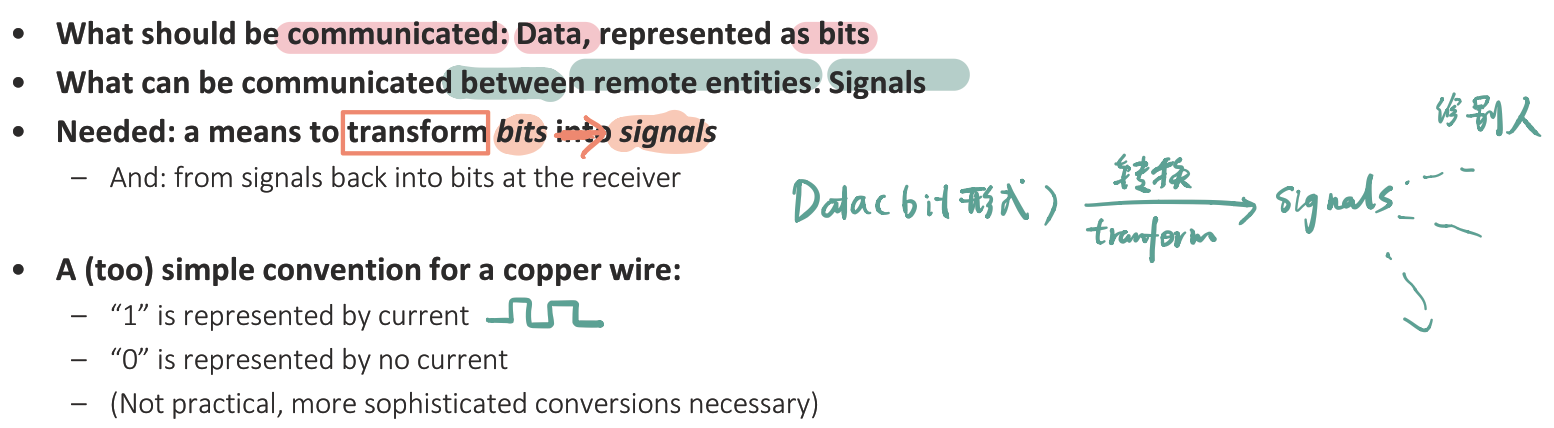 • What should be communicated: Data, represented as bits
• What can be communicated between remote entities: Signals
• Needed: a means to transform bits into signals
– And: from signals back into bits at the receiver
给别人
Data(bit形式) 转换 signals
transform
• A (too) simple convention for a copper wire:
– “1” is represented by current
– “0” is represented by no current
– (Not practical, more sophisticated conversions necessary)